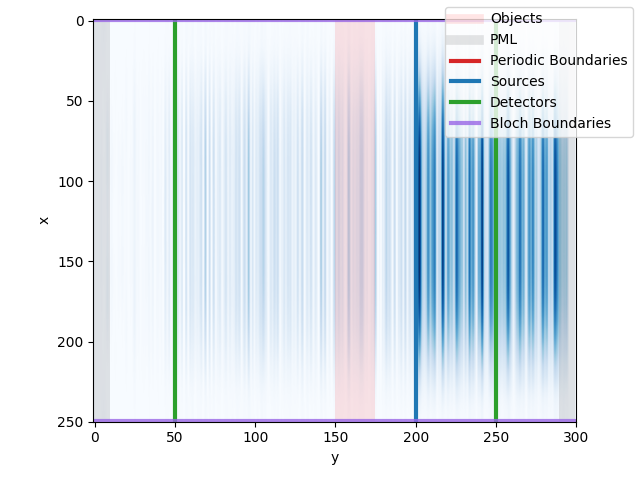 Objects
PML
Periodic Boundaries
Sources
Detectors
Bloch Boundaries
0
50
100
150
200
250
x
0
50
100
150
200
250
300
y